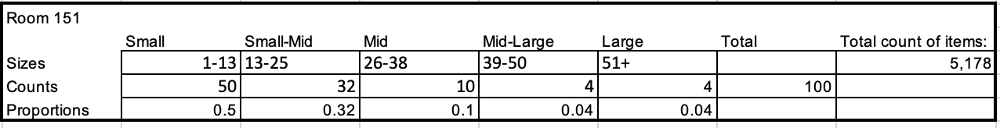 Room 151
Small Small-Mid Mid Mid-Large Large Total Total count of items:
Sizes 1-13 13-25 26-38 39-50 51+ 5,178
Counts 50 32 10 4 4 100
Proportions 0.5 0.32 0.1 0.04 0.04